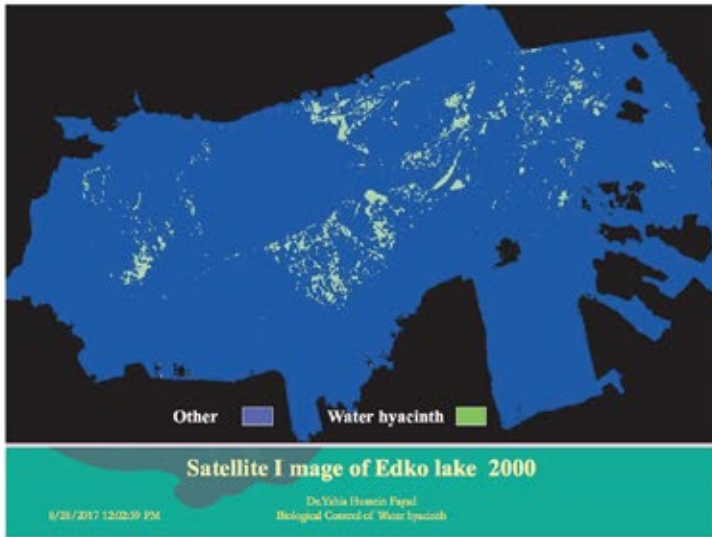 Other
Water hyacinth
Satellite I mage of Edko lake 2000
Dr.Yahia Hussein Fayad
8/28/2017 12:02:59 PM
Biological Control of Water hyacinth